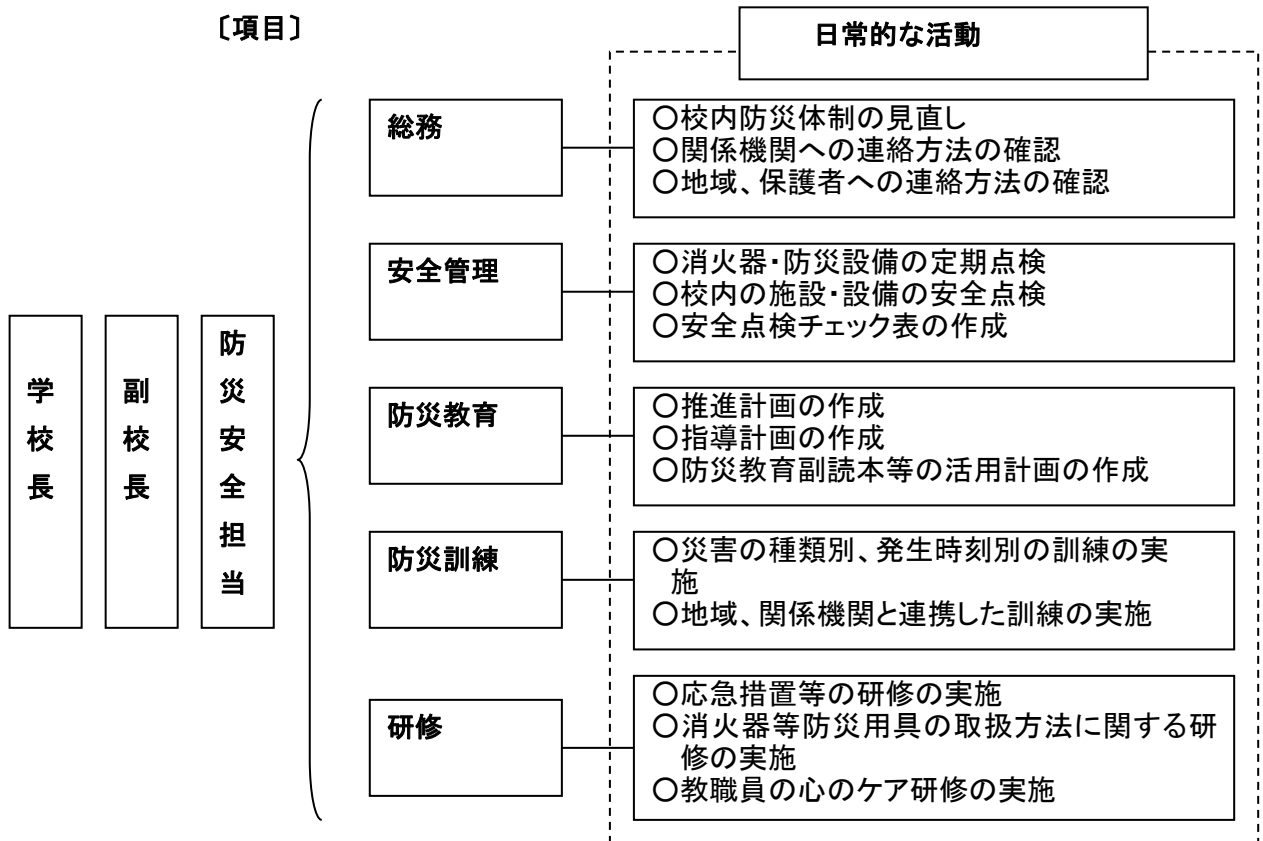 〔項目〕
日常的な活動
学校長
副校長
防災安全担当
総務
○校内防災体制の見直し
○関係機関への連絡方法の確認
○地域、保護者への連絡方法の確認
安全管理
○消火器・防災設備の定期点検
○校内の施設・設備の安全点検
○安全点検チェック表の作成
防災教育
○推進計画の作成
○指導計画の作成
○防災教育副読本等の活用計画の作成
防災訓練
○災害の種類別、発生時刻別の訓練の実
施
○地域、関係機関と連携した訓練の実施
研修
○応急措置等の研修の実施
○消火器等防災用具の取扱方法に関する研
修の実施
○教職員の心のケア研修の実施